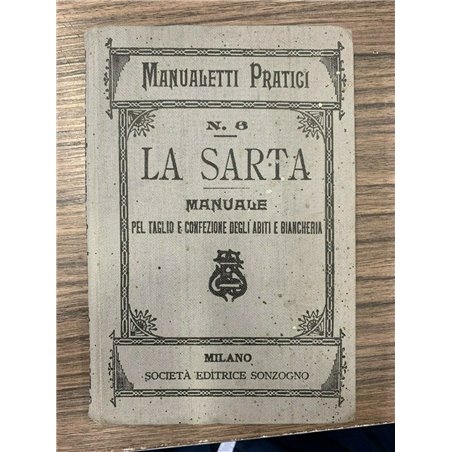 MANUALETTI PRATICI
N. 6
LA SARTA
MANUALE
PEL TAGLIO E CONFEZIONE DEGLI ABITI E BIANCHERIA
MILANO
SOCIETÀ EDITRICE SONZOGNO